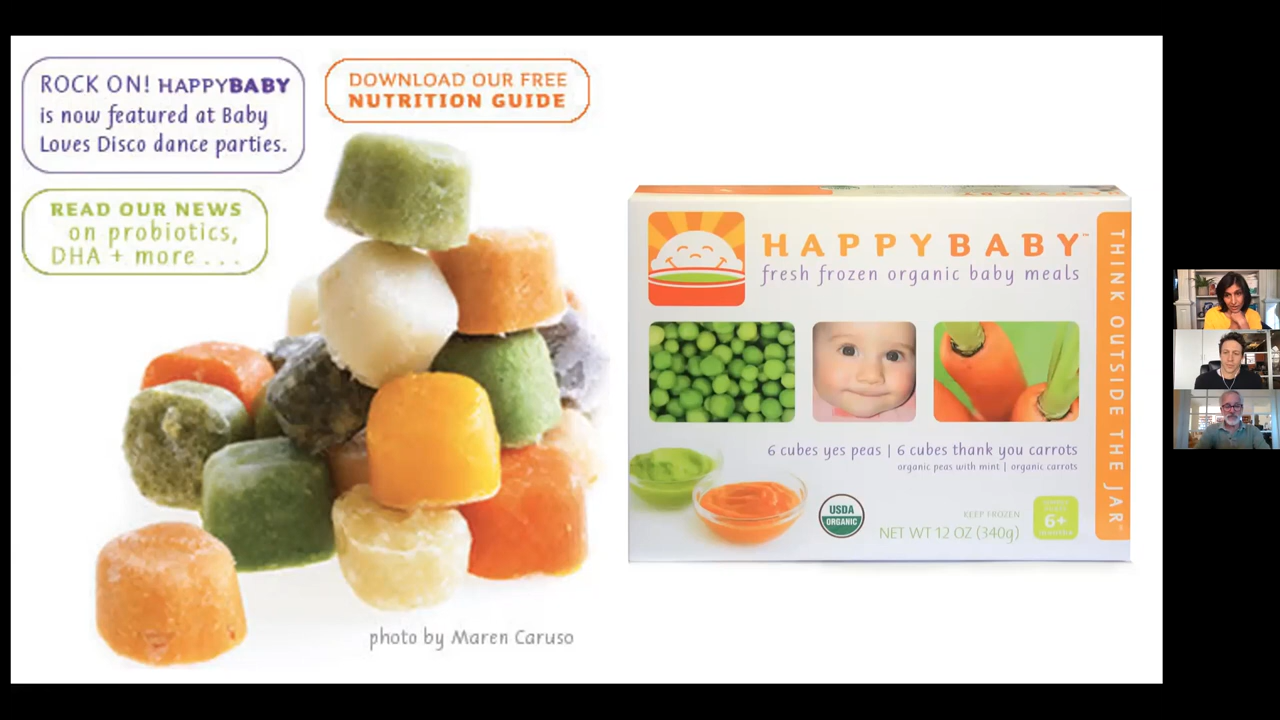 ROCK ON! HAPPYBABY
is now featured at Baby
Loves Disco dance parties.
DOWNLOAD OUR FREE
NUTRITION GUIDE
READ OUR NEWS
on probiotics,
DHA + more . . .
photo by Maren Caruso
HAPPYBABY™
fresh frozen organic baby meals
THINK OUTSIDE THE JAR
6 cubes yes peas | 6 cubes thank you carrots
organic peas with mint | organic carrots
USDA
ORGANIC
KEEP FROZEN
NET WT 12 OZ (340g)
6+